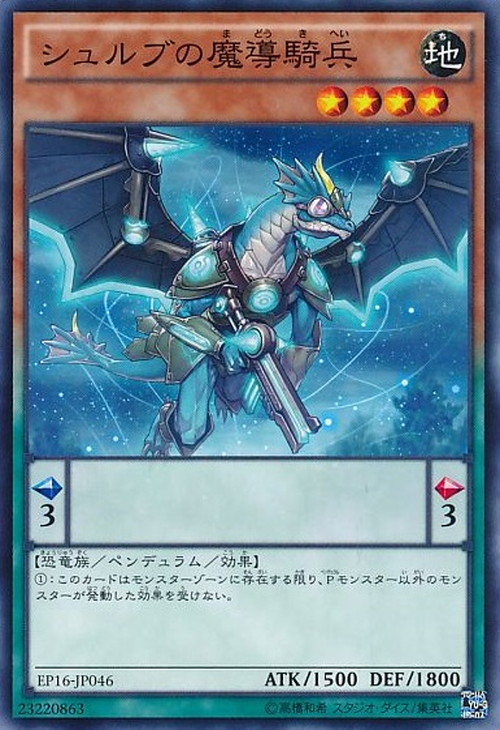 シュルブの魔導騎兵
地
3
3
【恐竜族／ペンデュラム／効果】
①：このカードはモンスターゾーンに存在する限り、Pモンスター以外のモン
スターが発動した効果を受けない。
EP16-JP046
ATK/1500 DEF/1800
23220863
©高橋和希 スタジオ・ダイス/集英社